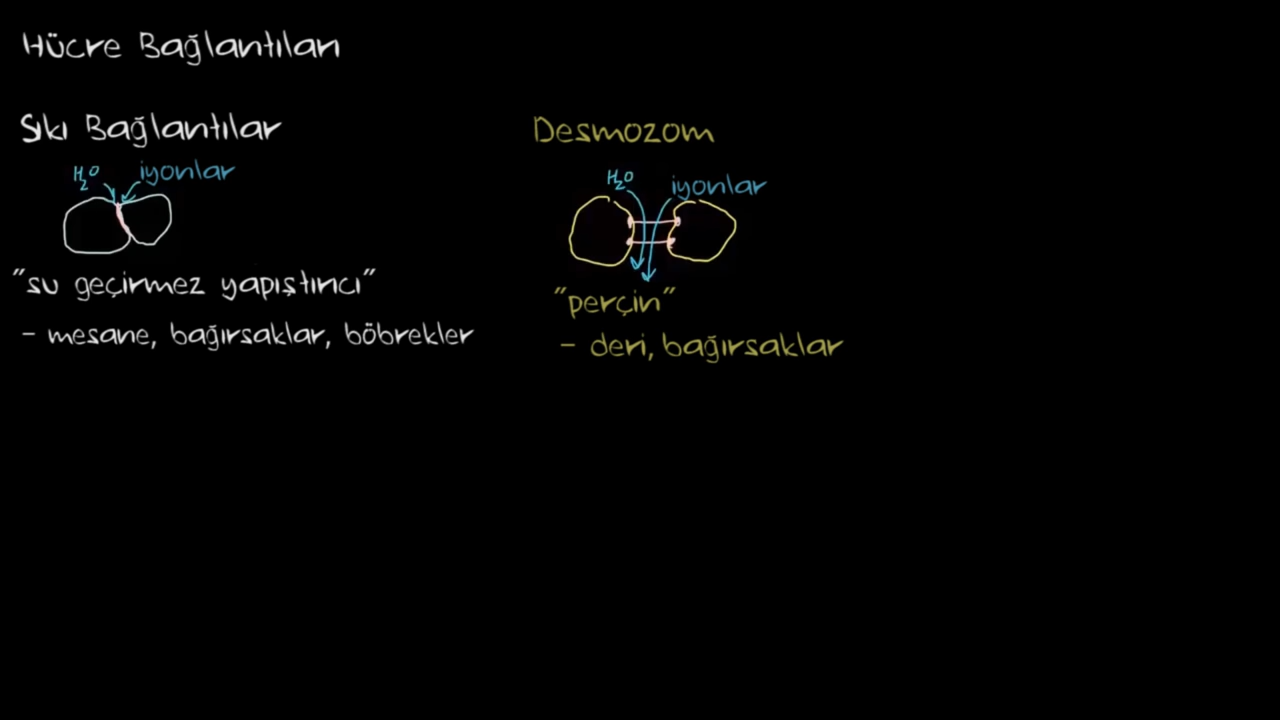 Hücre Bağlantıları
Sıkı Bağlantılar
H₂O iyonlar
"su geçirmez yapıştırıcı"
- mesane, bağırsaklar, böbrekler
Desmozom
H₂O iyonlar
"perçin"
- deri, bağırsaklar